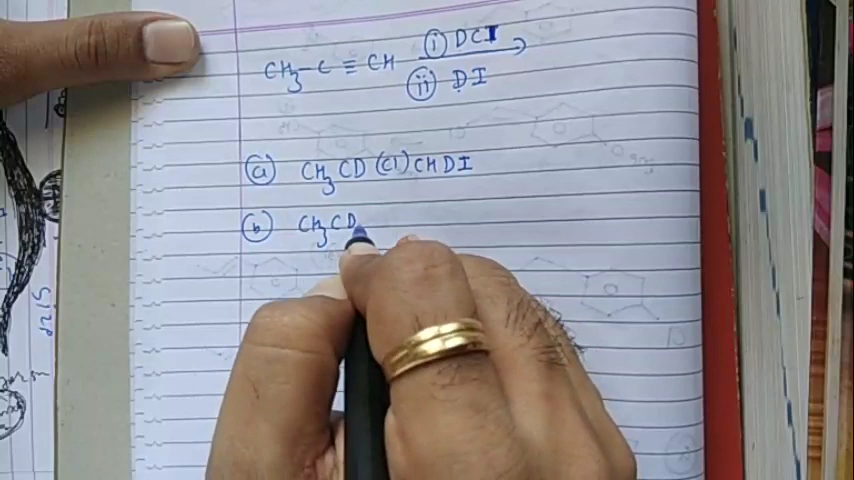 CH3-C≡CH (i) DCl
(ii) DI
(a) CH3CD(Cl)CHDI
(b) CH3CD